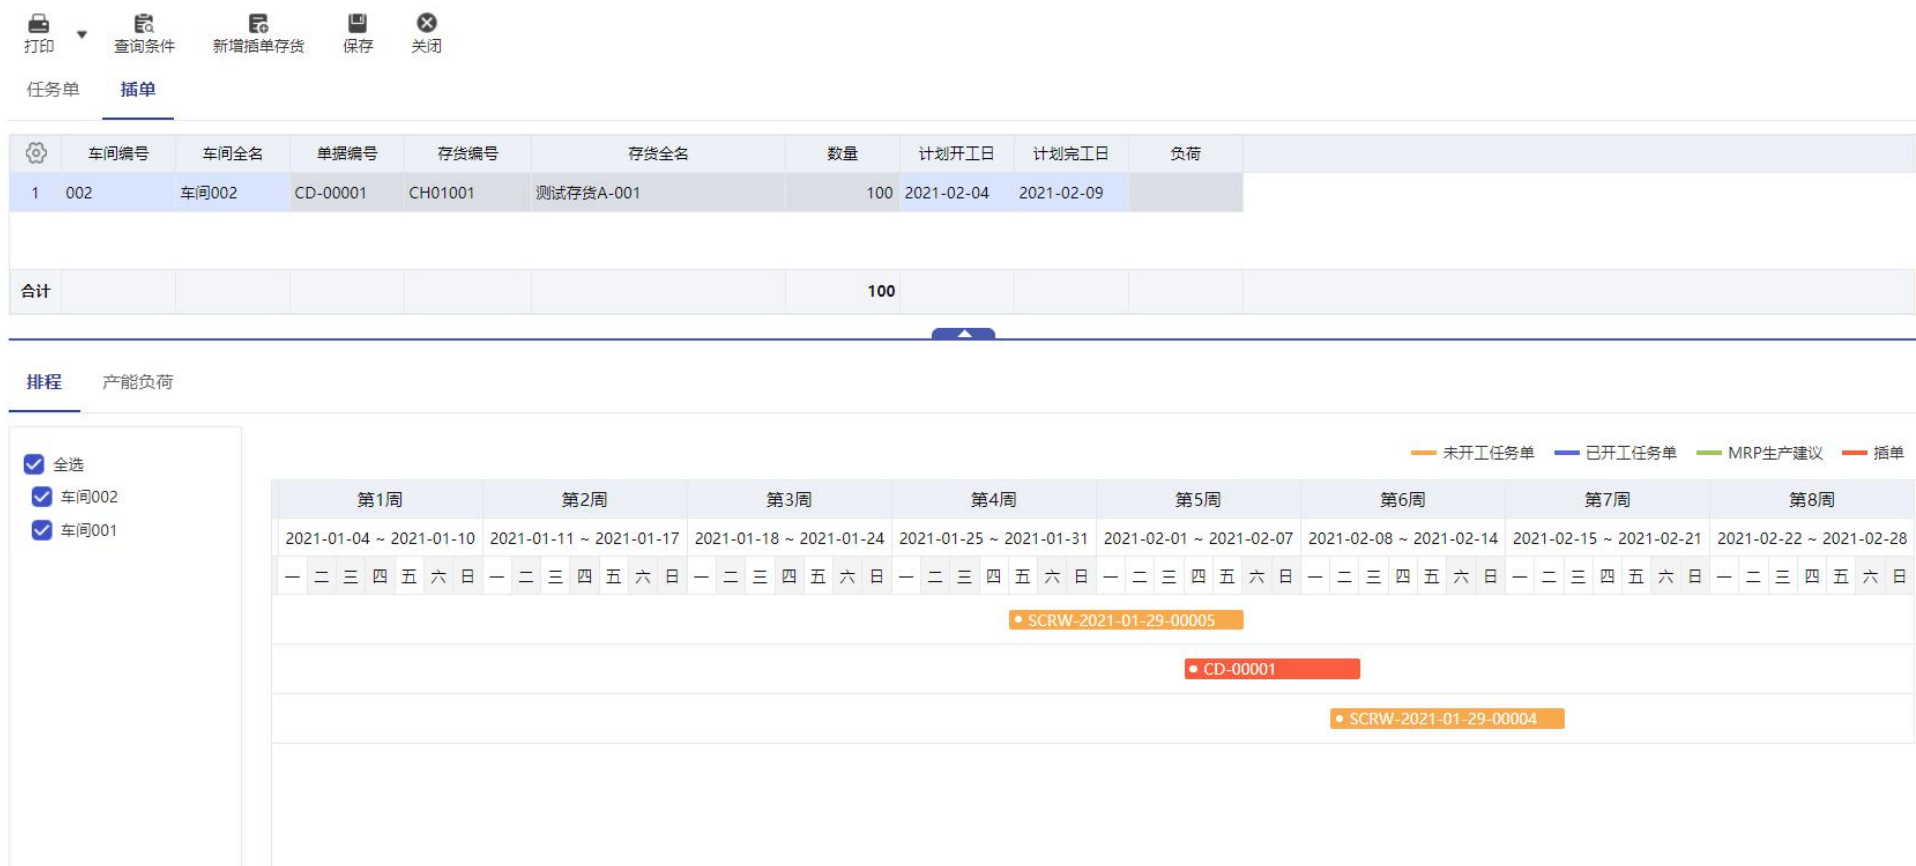 打印 查询条件 新增插单存货 保存 关闭
任务单 插单
车间编号 车间全名 单据编号 存货编号 存货全名 数量 计划开工日 计划完工日 负荷
1 002 车间002 CD-00001 CH01001 测试存货A-001 100 2021-02-04 2021-02-09
合计 100
排程 产能负荷
未开工任务单 已开工任务单 MRP生产建议 插单
全选
车间002
车间001
第1周 第2周 第3周 第4周 第5周 第6周 第7周 第8周
2021-01-04 ~ 2021-01-10 2021-01-11 ~ 2021-01-17 2021-01-18 ~ 2021-01-24 2021-01-25 ~ 2021-01-31 2021-02-01 ~ 2021-02-07 2021-02-08 ~ 2021-02-14 2021-02-15 ~ 2021-02-21 2021-02-22 ~ 2021-02-28
一 二 三 四 五 六 日 一 二 三 四 五 六 日 一 二 三 四 五 六 日 一 二 三 四 五 六 日 一 二 三 四 五 六 日 一 二 三 四 五 六 日 一 二 三 四 五 六 日 一 二 三 四 五 六 日
SCRW-2021-01-29-00005
CD-00001
SCRW-2021-01-29-00004